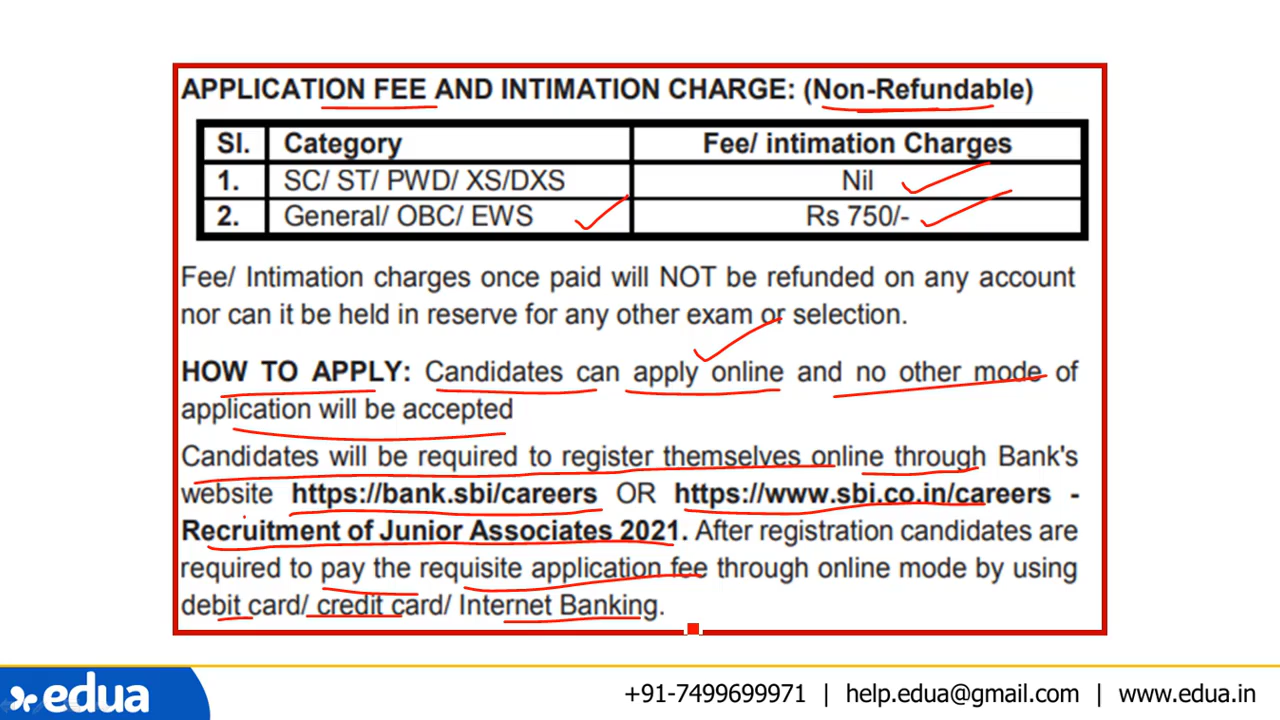 APPLICATION FEE AND INTIMATION CHARGE: (Non-Refundable)
Sl. Category Fee/ intimation Charges
1. SC/ ST/ PWD/ XS/DXS Nil
2. General/ OBC/ EWS Rs 750/-
Fee/ Intimation charges once paid will NOT be refunded on any account
nor can it be held in reserve for any other exam or selection.
HOW TO APPLY: Candidates can apply online and no other mode of
application will be accepted
Candidates will be required to register themselves online through Bank's
website https://bank.sbi/careers OR https://www.sbi.co.in/careers -
Recruitment of Junior Associates 2021. After registration candidates are
required to pay the requisite application fee through online mode by using
debit card/ credit card/ Internet Banking.
edua
+91-7499699971 | help.edua@gmail.com | www.edua.in